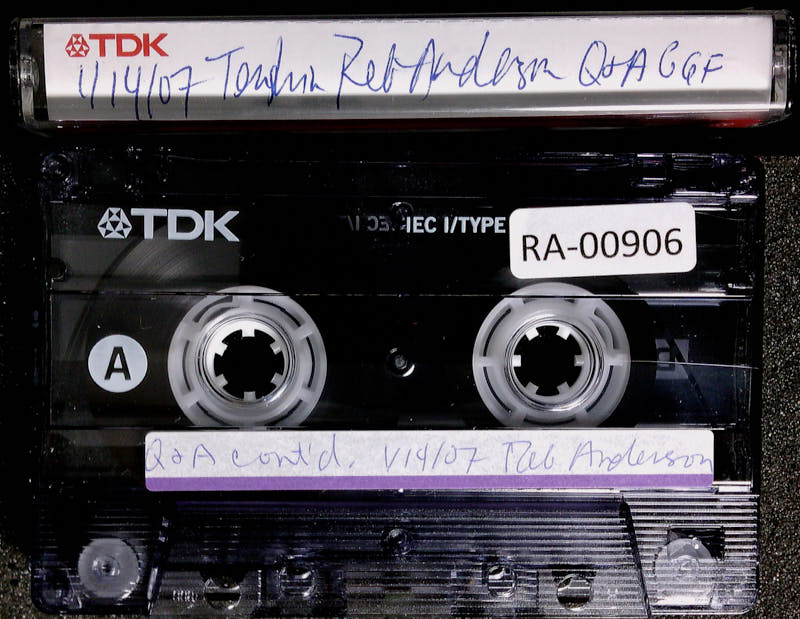 TDK
1/14/07 Tenshin Reb Anderson Q&A GGF
TDK
IEC I/TYPE
RA-00906
A
Q&A cont'd. 1/14/07 Reb Anderson